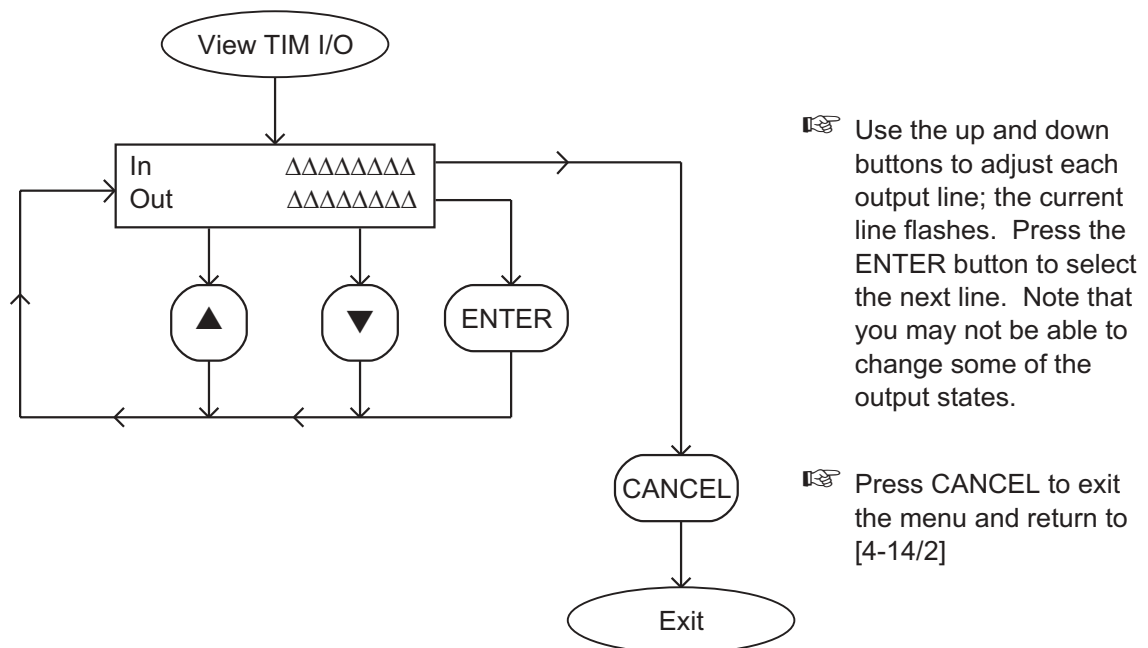 View TIM I/O
In ΔΔΔΔΔΔΔΔ
Out ΔΔΔΔΔΔΔΔ
▲ ▼ ENTER
CANCEL
Exit
☞ Use the up and down
buttons to adjust each
output line; the current
line flashes. Press the
ENTER button to select
the next line. Note that
you may not be able to
change some of the
output states.
☞ Press CANCEL to exit
the menu and return to
[4-14/2]